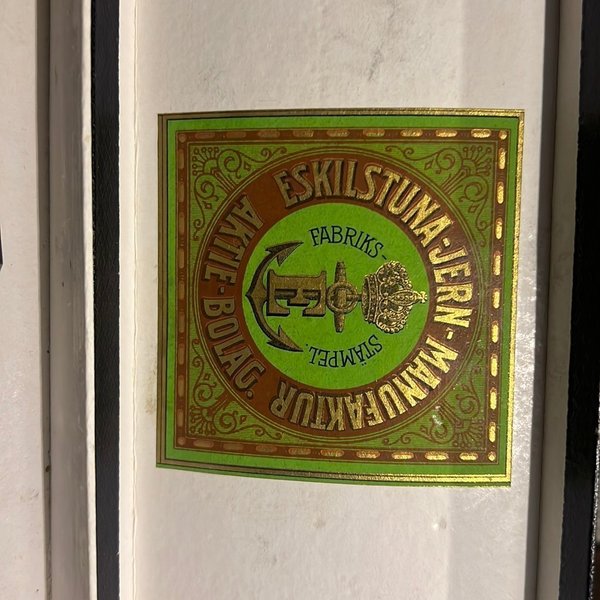 ESKILSTUNA-JERN-MANUFAKTUR
AKTIE-BOLAG.
FABRIKS-
E
STÄMPEL.